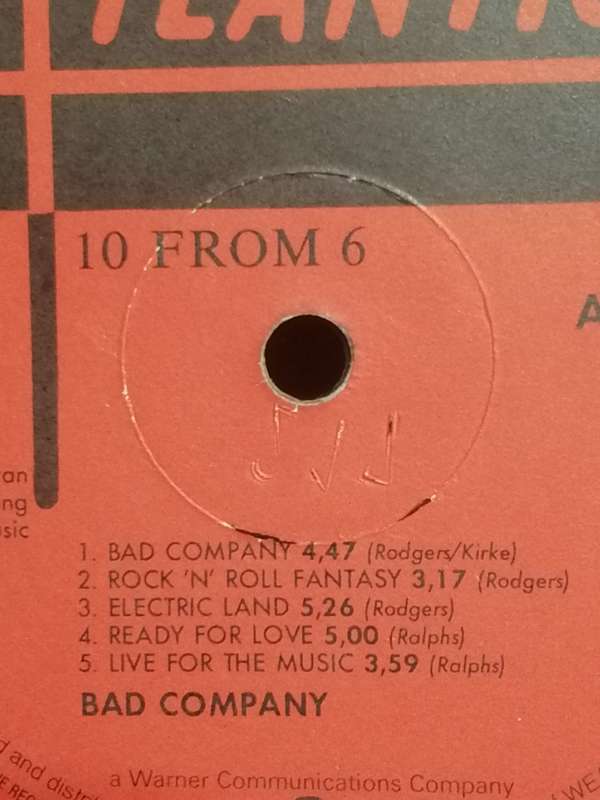 10 FROM 6
1. BAD COMPANY 4,47 (Rodgers/Kirke)
2. ROCK 'N' ROLL FANTASY 3,17 (Rodgers)
3. ELECTRIC LAND 5,26 (Rodgers)
4. READY FOR LOVE 5,00 (Ralphs)
5. LIVE FOR THE MUSIC 3,59 (Ralphs)
BAD COMPANY
a Warner Communications Company